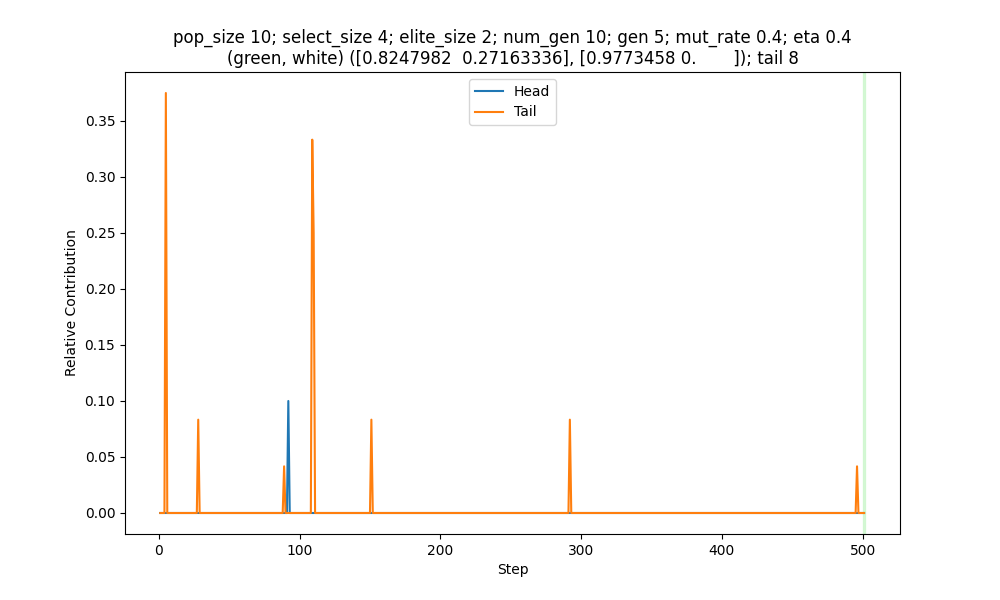 pop_size 10; select_size 4; elite_size 2; num_gen 10; gen 5; mut_rate 0.4; eta 0.4
(green, white) ([0.8247982  0.27163336], [0.9773458 0.       ]); tail 8
Head
Tail
0.35
0.30
0.25
0.20
0.15
0.10
0.05
0.00
Relative Contribution
0 100 200 300 400 500
Step